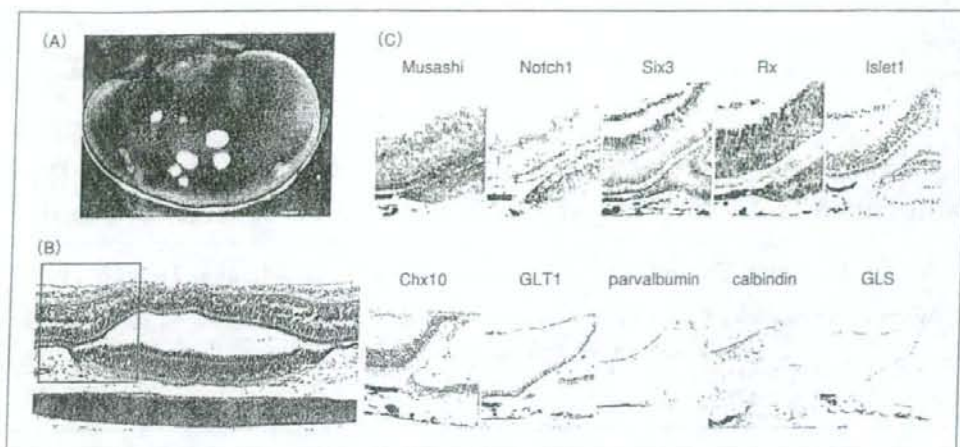 (A)
(C)
Musashi Notch1 Six3 Rx Islet1
(B)
Chx10 GLT1 parvalbumin calbindin GLS